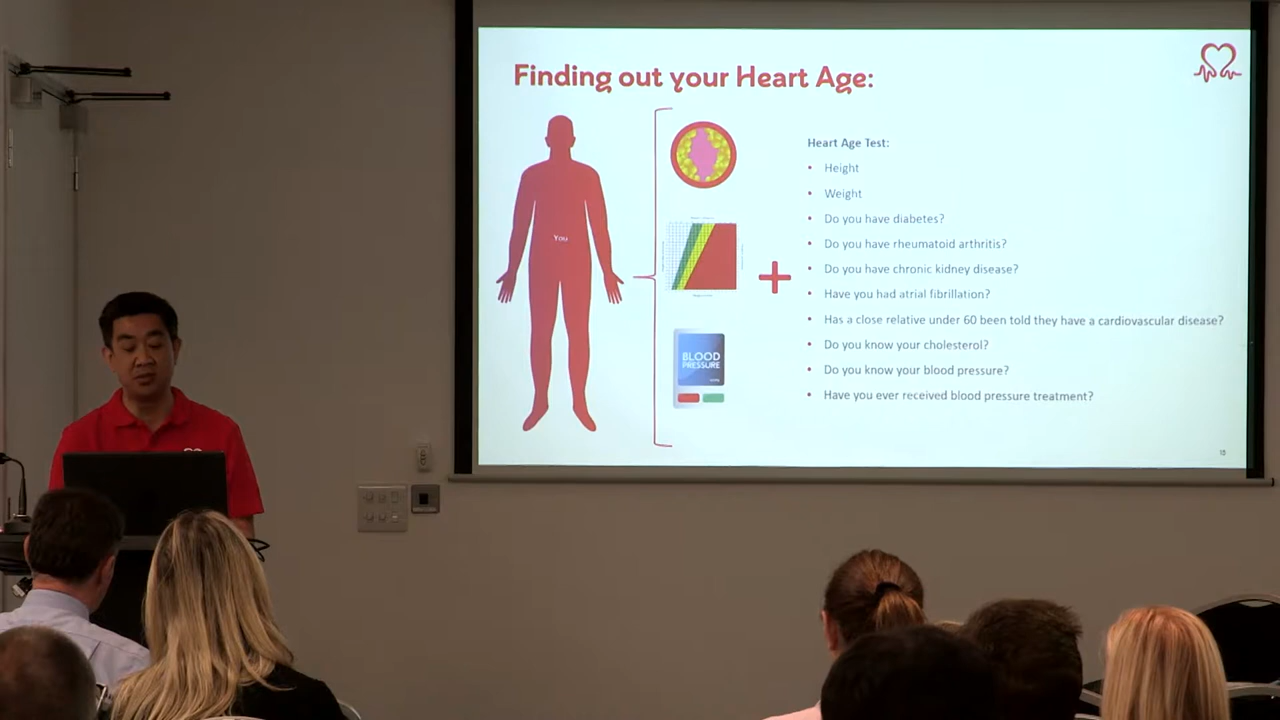 Finding out your Heart Age:
You
BLOOD
PRESSURE
Heart Age Test:
• Height
• Weight
• Do you have diabetes?
• Do you have rheumatoid arthritis?
• Do you have chronic kidney disease?
• Have you had atrial fibrillation?
• Has a close relative under 60 been told they have a cardiovascular disease?
• Do you know your cholesterol?
• Do you know your blood pressure?
• Have you ever received blood pressure treatment?